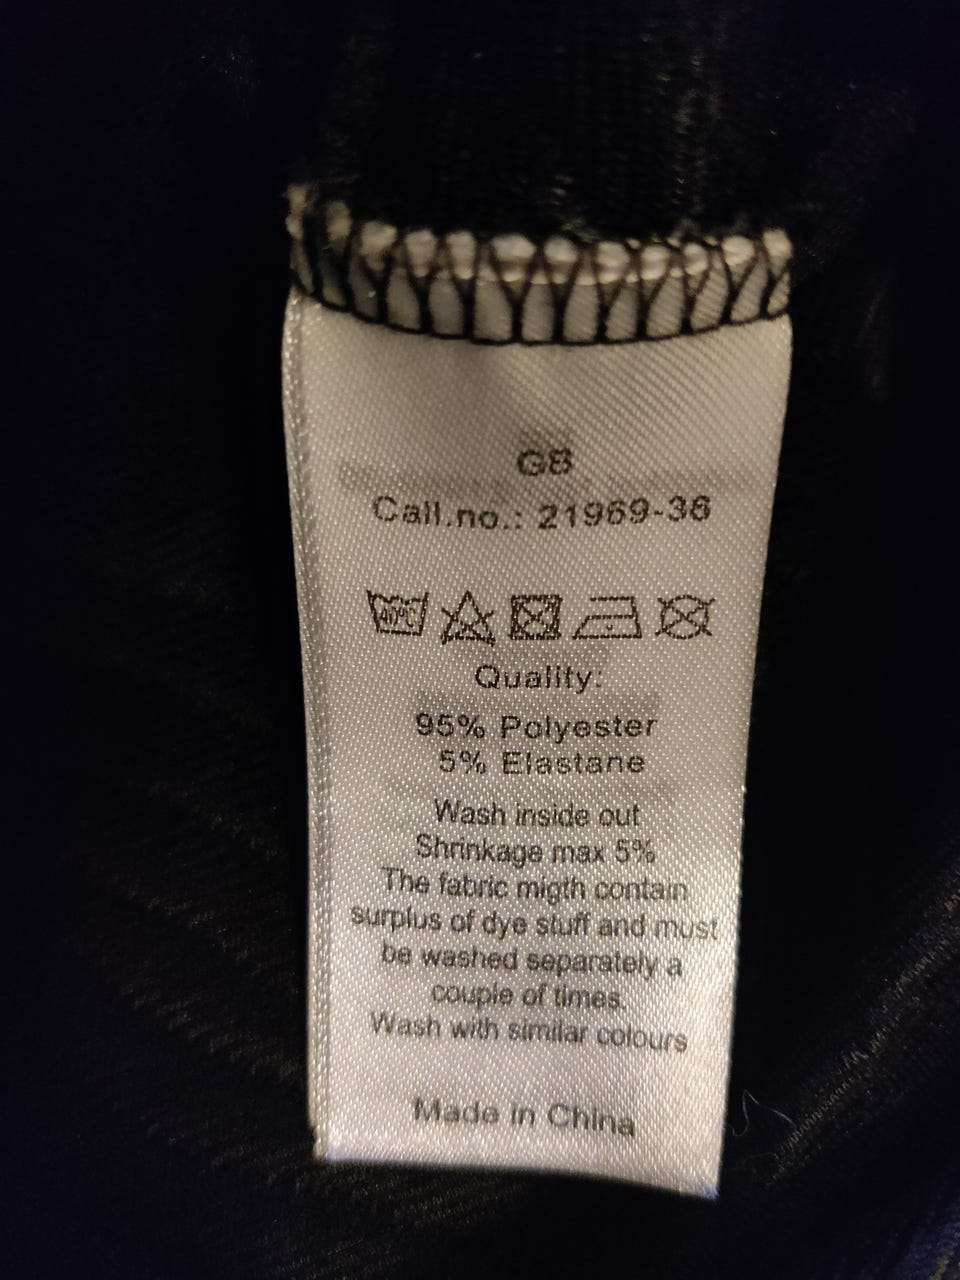 GB
Call.no.: 21969-36
40°C
Quality:
95% Polyester
5% Elastane
Wash inside out
Shrinkage max 5%
The fabric migth contain
surplus of dye stuff and must
be washed separately a
couple of times.
Wash with similar colours
Made in China